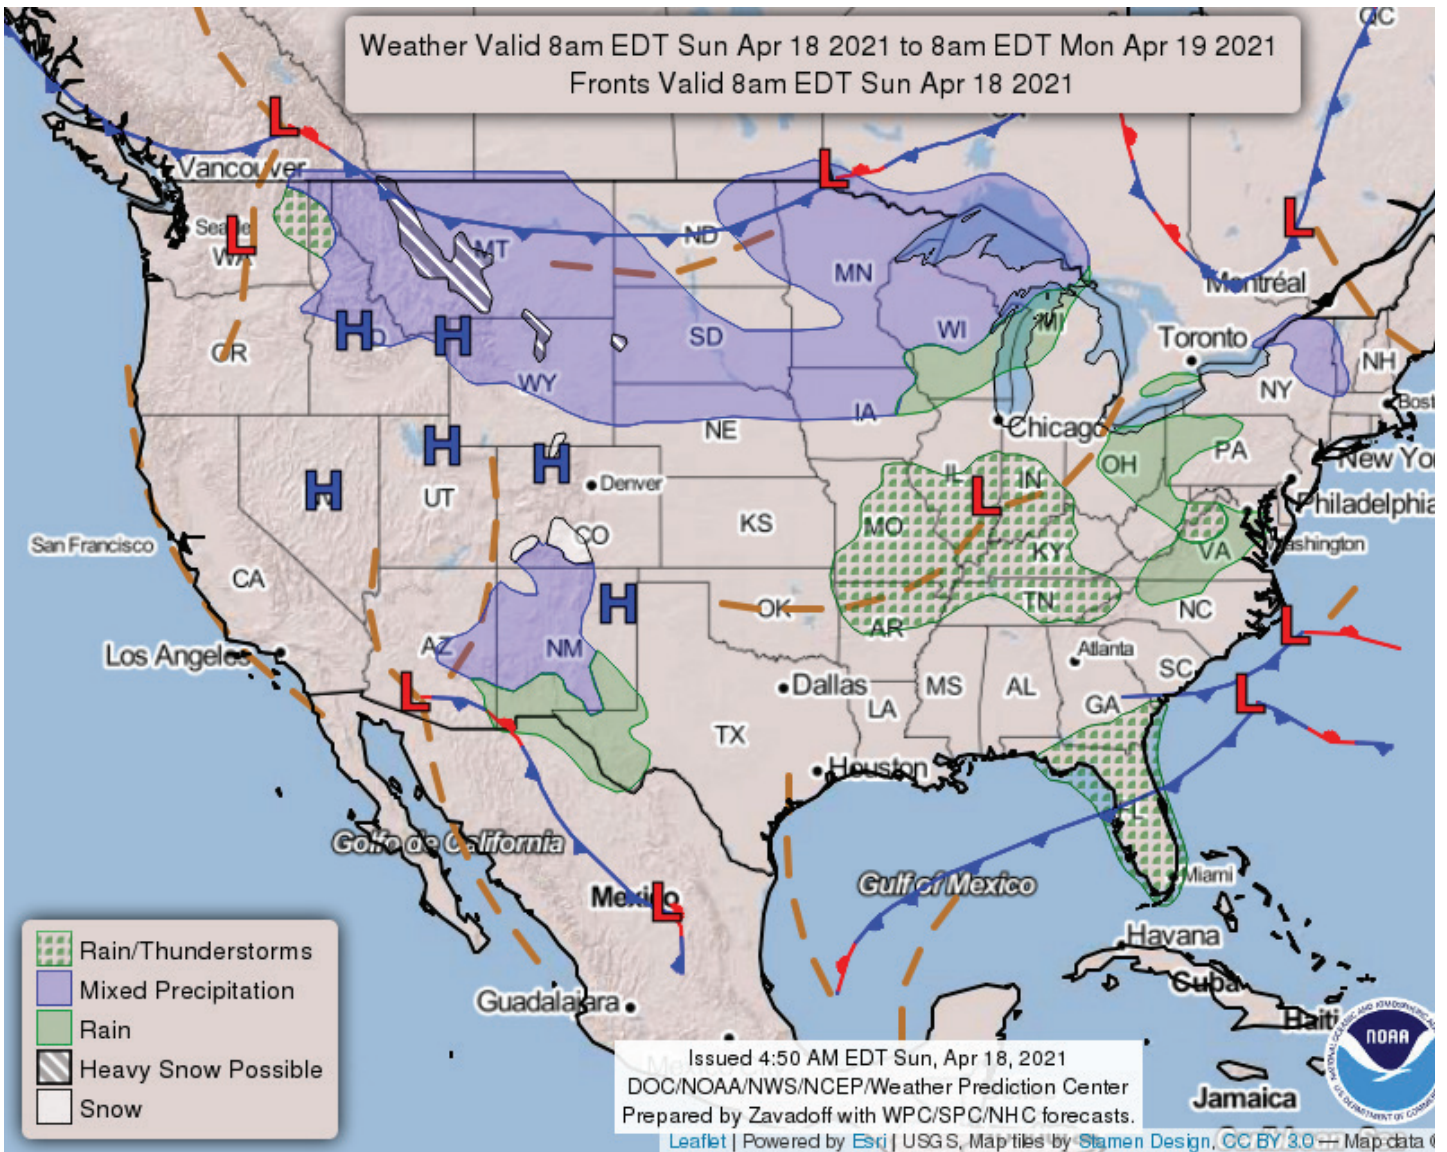 Weather Valid 8am EDT Sun Apr 18 2021 to 8am EDT Mon Apr 19 2021
Fronts Valid 8am EDT Sun Apr 18 2021
QC
L
Vancouver
L
L
Seattle
L
WA
MT
ND
MN
Montréal
H
H
OR
SD
WI
MI
Toronto
NH
WY
NY
IA
NE
Chicago
H
H
H
UT
Denver
IL
IN
OH
PA
New Yo
L
Philadelphia
CO
KS
MO
KY
VA
Washington
San Francisco
CA
H
OK
TN
NC
AR
L
Los Angeles
AZ
NM
Atlanta
SC
L
Dallas
MS
AL
GA
L
LA
TX
Houston
FL
Golfo de California
Mexico
L
Gulf of Mexico
Miami
Havana
Cuba
Guadalajara
Haiti
Jamaica
Rain/Thunderstorms
Mixed Precipitation
Rain
Heavy Snow Possible
Snow
NOAA
Issued 4:50 AM EDT Sun, Apr 18, 2021
DOC/NOAA/NWS/NCEP/Weather Prediction Center
Prepared by Zavadoff with WPC/SPC/NHC forecasts.
Leaflet | Powered by Esri | USGS, Map tiles by Stamen Design, CC BY 3.0 — Map data ©